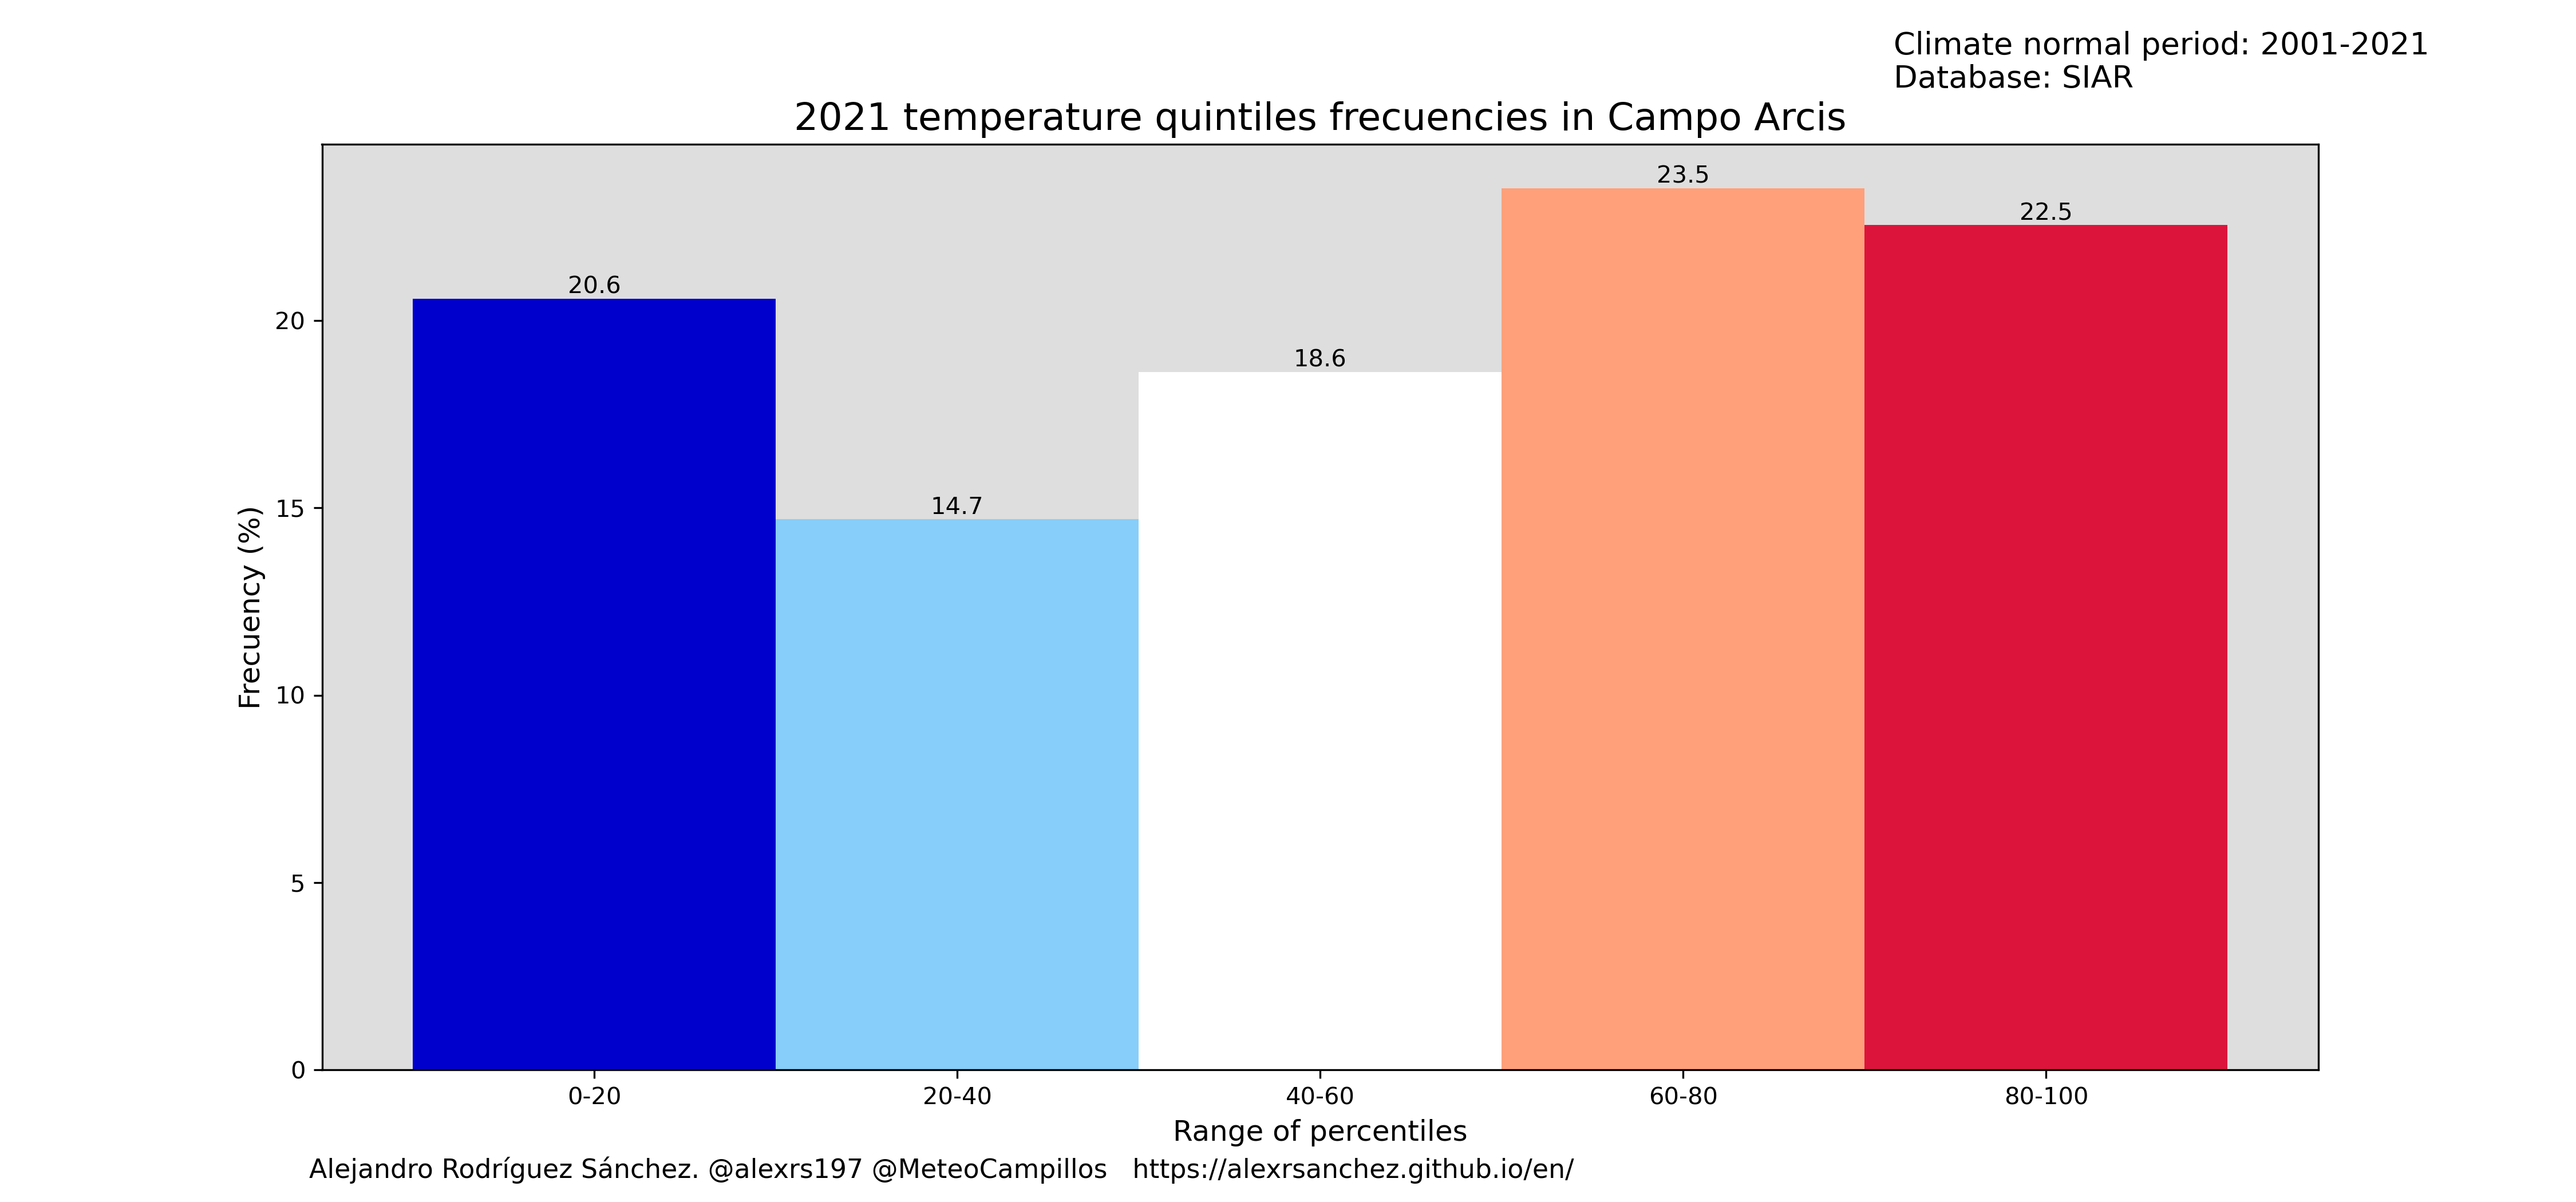 Climate normal period: 2001-2021
Database: SIAR
2021 temperature quintiles frecuencies in Campo Arcis
23.5
22.5
20.6
20
18.6
14.7
15
Frecuency (%)
10
5
0
0-20 20-40 40-60 60-80 80-100
Range of percentiles
Alejandro Rodríguez Sánchez. @alexrs197 @MeteoCampillos https://alexrsanchez.github.io/en/